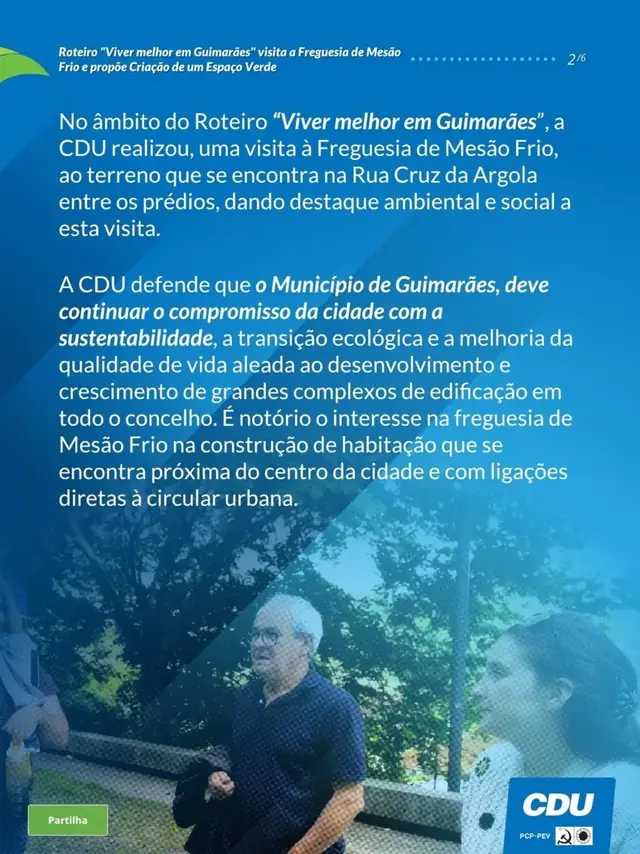 Roteiro "Viver melhor em Guimarães" visita a Freguesia de Mesão
Frio e propõe Criação de um Espaço Verde
2/6
No âmbito do Roteiro “Viver melhor em Guimarães”, a
CDU realizou, uma visita à Freguesia de Mesão Frio,
ao terreno que se encontra na Rua Cruz da Argola
entre os prédios, dando destaque ambiental e social a
esta visita.
A CDU defende que o Município de Guimarães, deve
continuar o compromisso da cidade com a
sustentabilidade, a transição ecológica e a melhoria da
qualidade de vida aleada ao desenvolvimento e
crescimento de grandes complexos de edificação em
todo o concelho. É notório o interesse na freguesia de
Mesão Frio na construção de habitação que se
encontra próxima do centro da cidade e com ligações
diretas à circular urbana.
Partilha
CDU
PCP-PEV